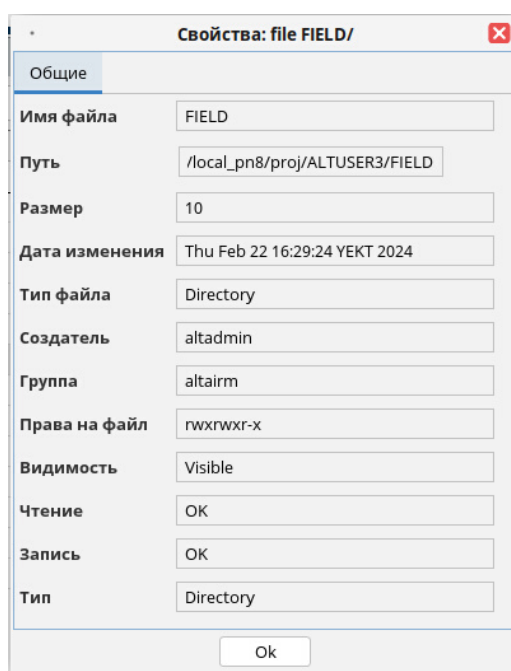 Свойства: file FIELD/
Общие
Имя файла FIELD
Путь /local_pn8/proj/ALTUSER3/FIELD
Размер 10
Дата изменения Thu Feb 22 16:29:24 YEKT 2024
Тип файла Directory
Создатель altadmin
Группа altairm
Права на файл rwxrwxr-x
Видимость Visible
Чтение OK
Запись OK
Тип Directory
Ok